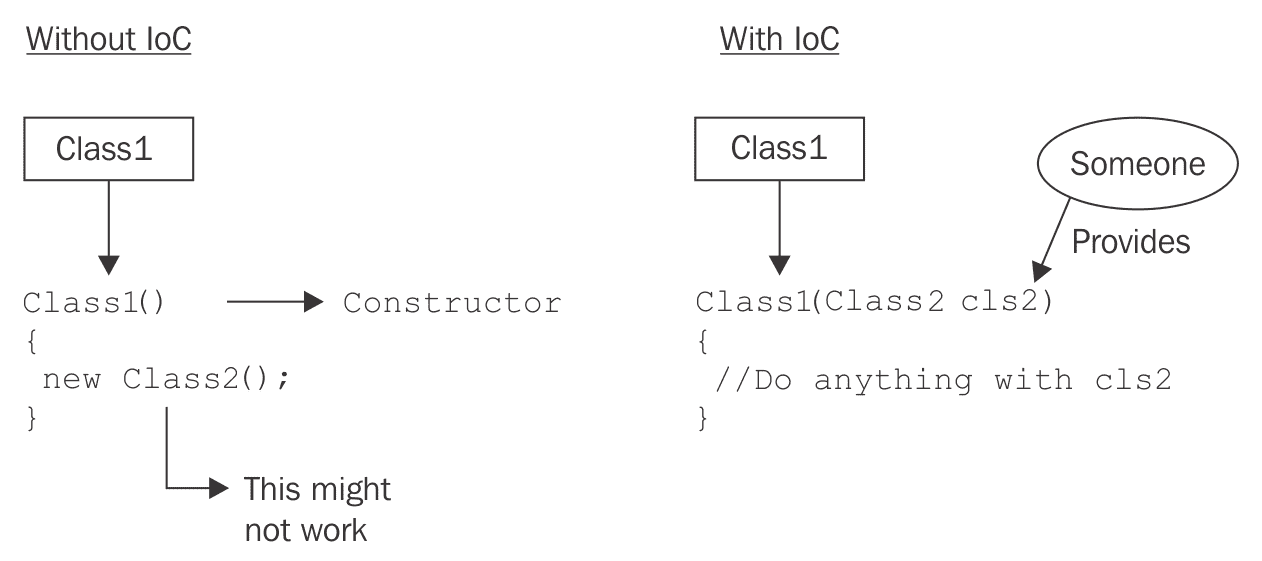 Without IoC
Class1
Class1()
Constructor
{
new Class2();
}
This might
not work
With IoC
Class1
Someone
Provides
Class1(Class2 cls2)
{
//Do anything with cls2
}